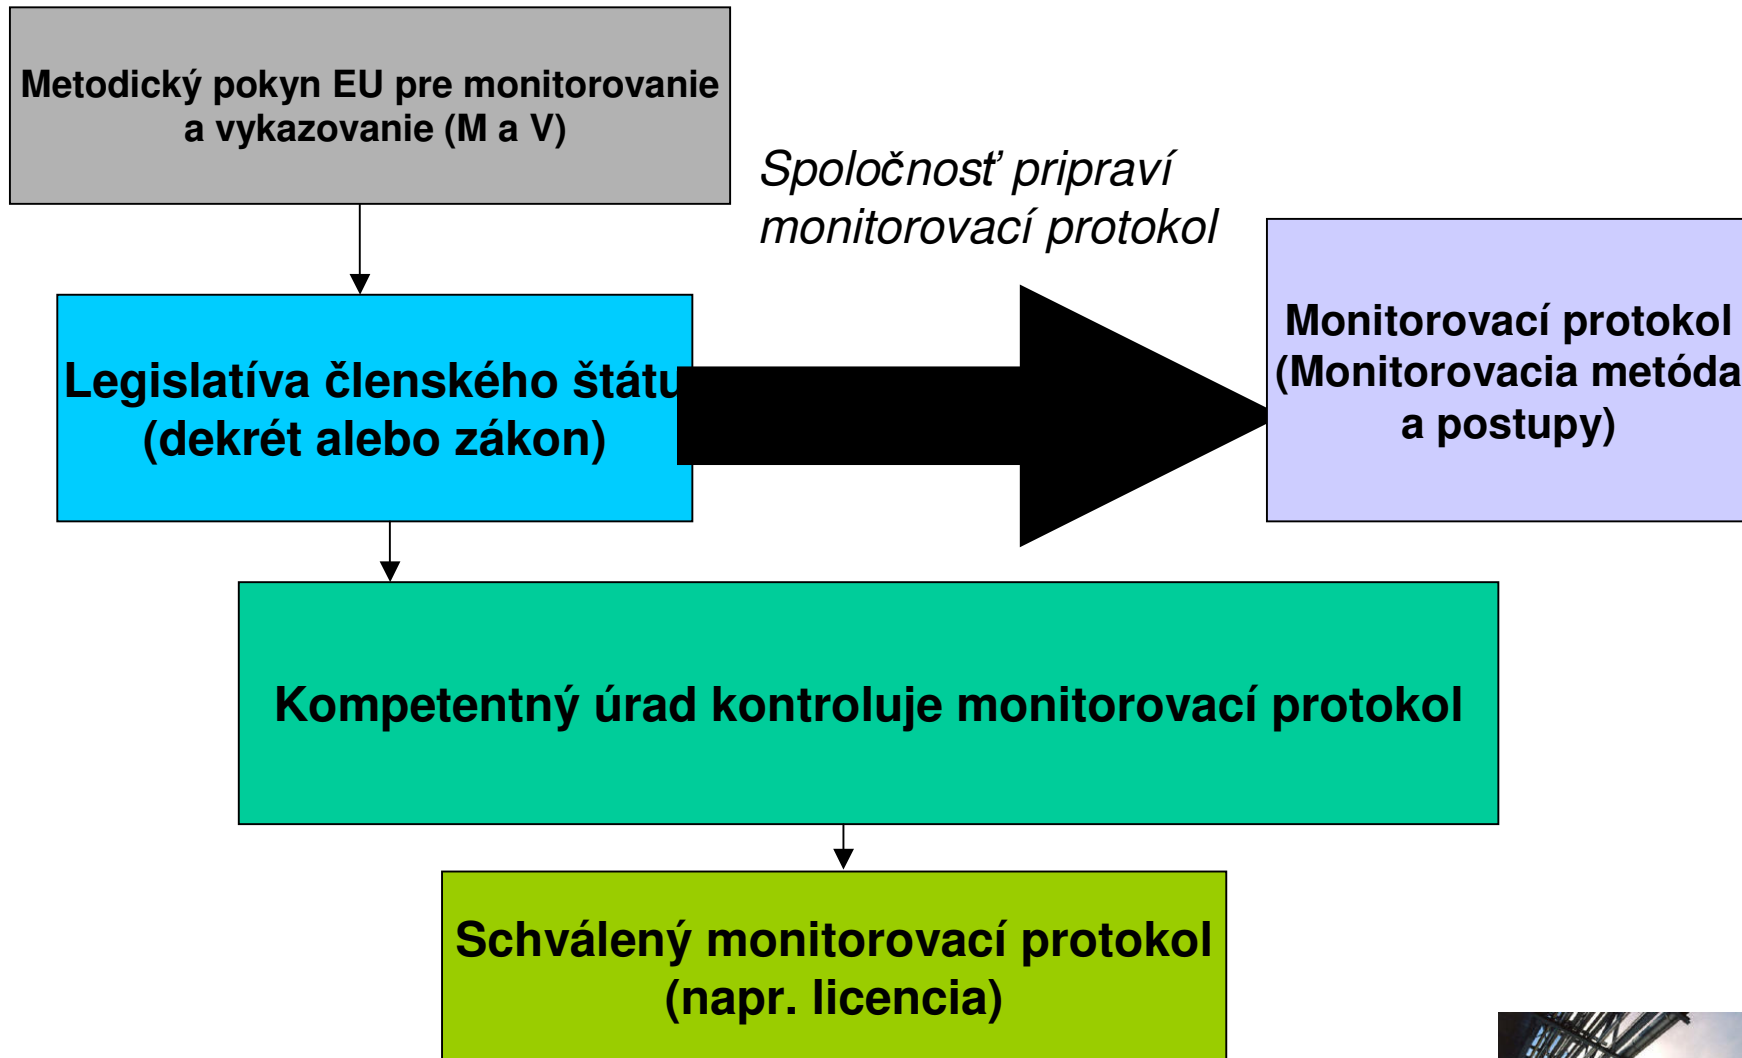 Metodický pokyn EU pre monitorovanie
a vykazovanie (M a V)
Spoločnosť pripraví
monitorovací protokol
Legislatíva členského štátu
(dekrét alebo zákon)
Monitorovací protokol
(Monitorovacia metóda
a postupy)
Kompetentný úrad kontroluje monitorovací protokol
Schválený monitorovací protokol
(napr. licencia)